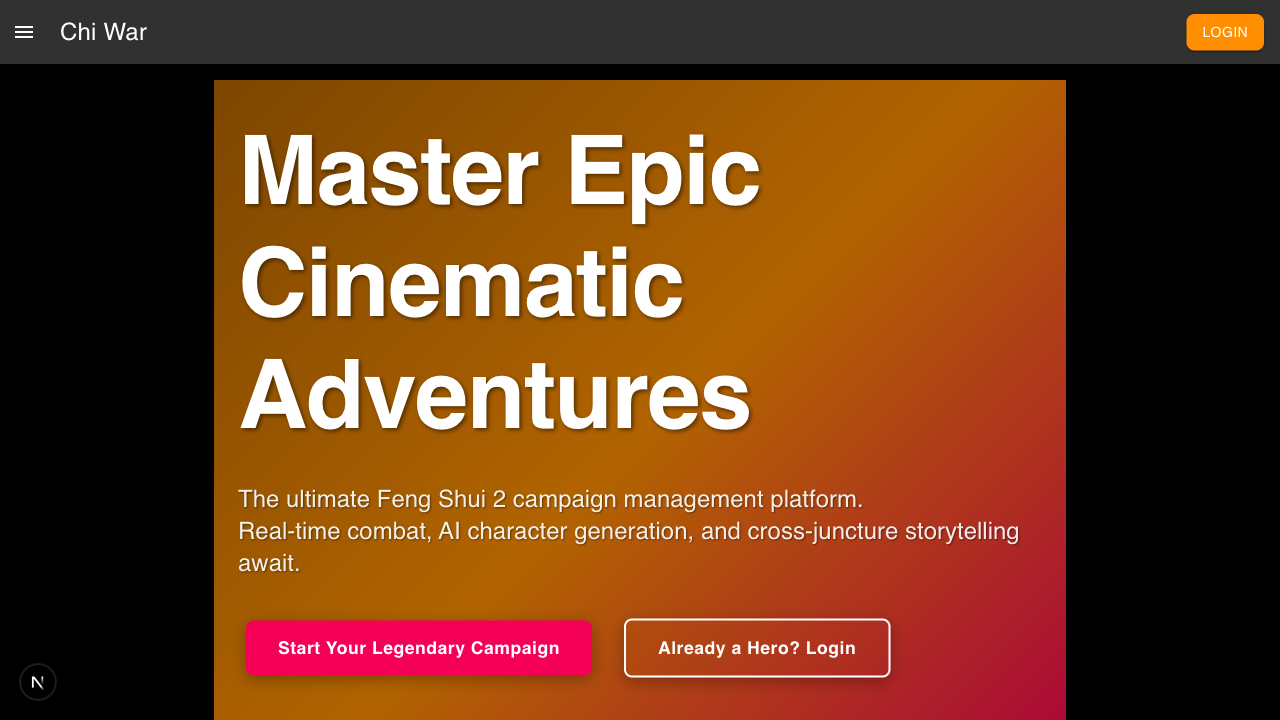 Chi War
LOGIN
Master Epic
Cinematic
Adventures
The ultimate Feng Shui 2 campaign management platform.
Real-time combat, AI character generation, and cross-juncture storytelling
await.
Start Your Legendary Campaign
Already a Hero? Login
N